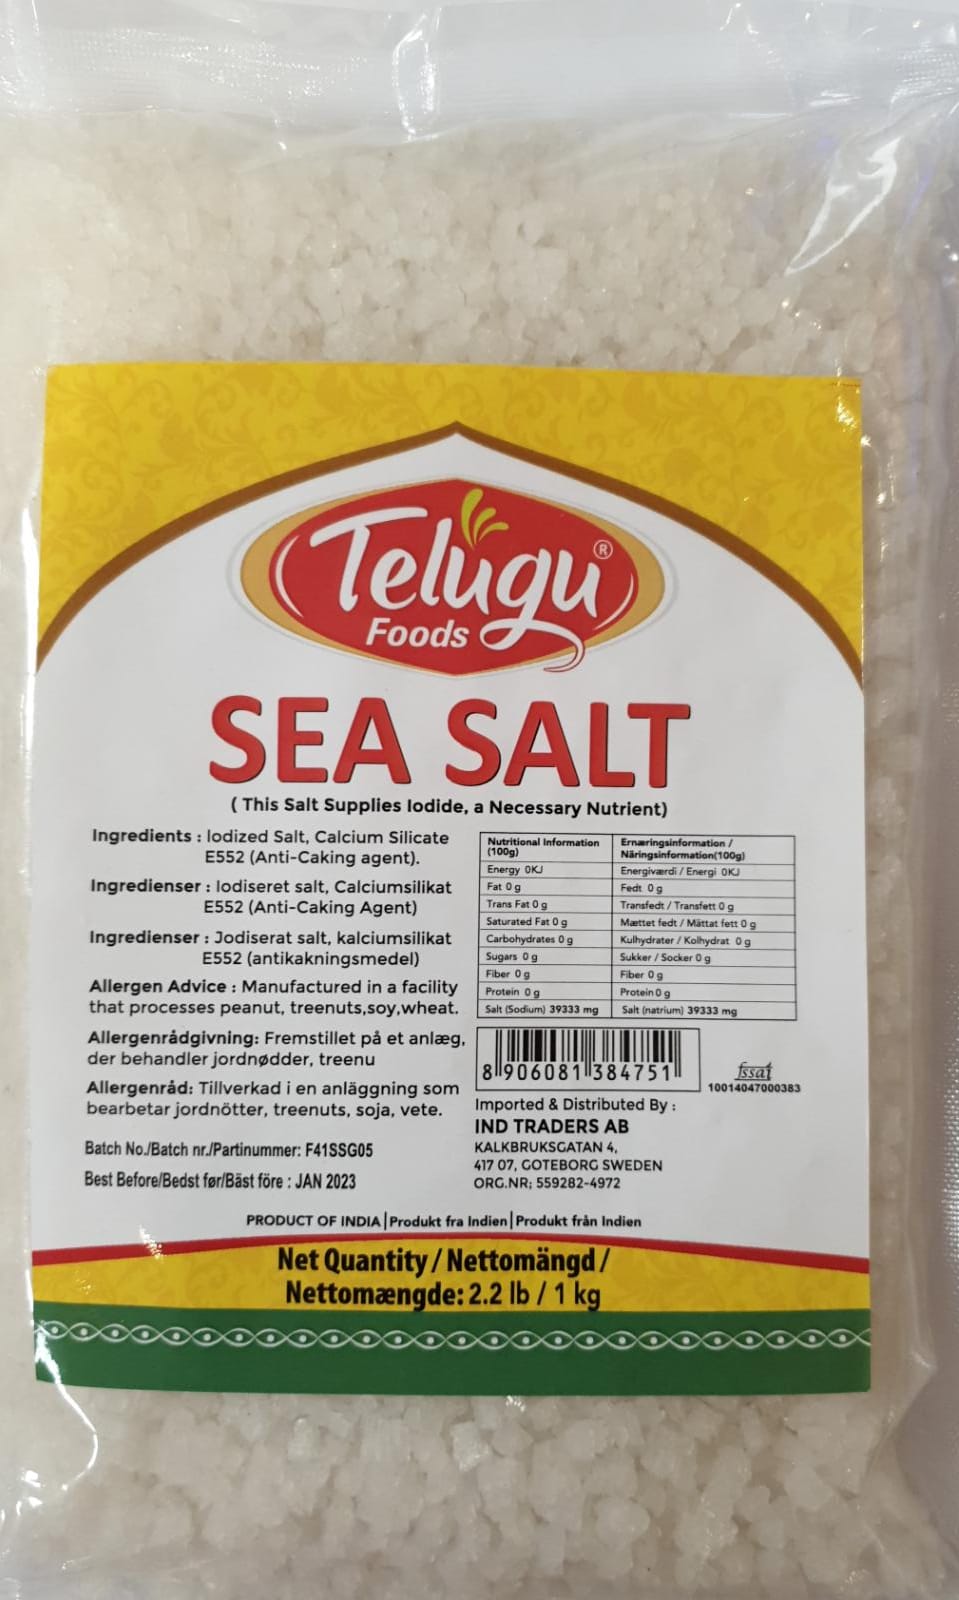 Telugu®
Foods
SEA SALT
( This Salt Supplies Iodide, a Necessary Nutrient)
Ingredients : Iodized Salt, Calcium Silicate
E552 (Anti-Caking agent).
Ingredienser : Iodiseret salt, Calciumsilikat
E552 (Anti-Caking Agent)
Ingredienser : Jodiserat salt, kalciumsilikat
E552 (antikakningsmedel)
Allergen Advice : Manufactured in a facility
that processes peanut, treenuts,soy,wheat.
Allergenrådgivning: Fremstillet på et anlæg,
der behandler jordnødder, treenu
Allergenråd: Tillverkad i en anläggning som
bearbetar jordnötter, treenuts, soja, vete.
Batch No./Batch nr./Partinummer: F41SSG05
Best Before/Bedst før/Bäst före : JAN 2023
Nutritional Information (100g)
Energy 0KJ
Fat 0 g
Trans Fat 0 g
Saturated Fat 0 g
Carbohydrates 0 g
Sugars 0 g
Fiber 0 g
Protein 0 g
Salt (Sodium) 39333 mg
Ernæringsinformation /
Näringsinformation(100g)
Energiværdi / Energi 0KJ
Fedt 0 g
Transfedt / Transfett 0 g
Mættet fedt / Mättat fett 0 g
Kulhydrater / Kolhydrat 0 g
Sukker / Socker 0 g
Fiber 0 g
Protein 0 g
Salt (natrium) 39333 mg
8 906081 384751
fssai
10014047000383
Imported & Distributed By :
IND TRADERS AB
KALKBRUKSGATAN 4,
417 07, GOTEBORG SWEDEN
ORG.NR; 559282-4972
PRODUCT OF INDIA | Produkt fra Indien | Produkt från Indien
Net Quantity / Nettomängd /
Nettomængde: 2.2 lb / 1 kg